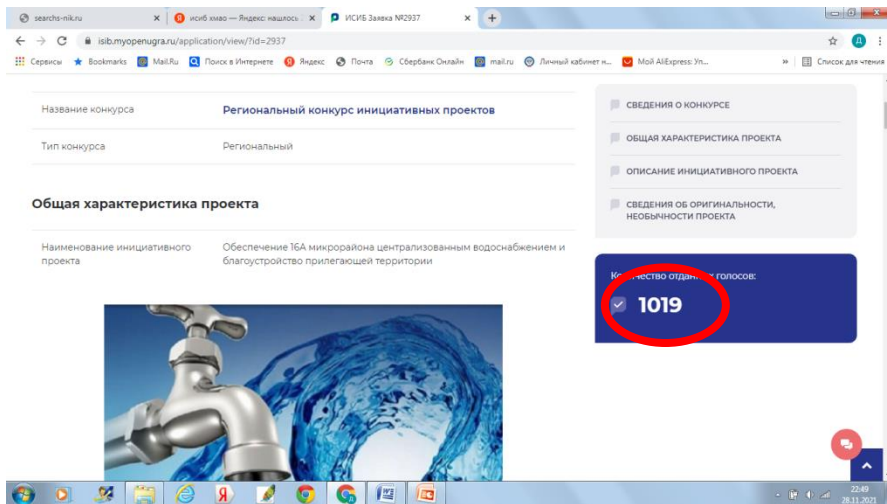 searchs-nik.ru
исиб хмао — Яндекс: нашлось
ИСИБ Заявка №2937
isib.myopenugra.ru/application/view/?id=2937
Сервисы
Bookmarks
Mail.Ru
Поиск в Интернете
Яндекс
Почта
Сбербанк Онлайн
mail.ru
Личный кабинет н...
Мой AliExpress: Уп...
»
Список для чтения
Название конкурса
Региональный конкурс инициативных проектов
Тип конкурса
Региональный
Общая характеристика проекта
Наименование инициативного
проекта
Обеспечение 16А микрорайона централизованным водоснабжением и
благоустройство прилегающей территории
СВЕДЕНИЯ О КОНКУРСЕ
ОБЩАЯ ХАРАКТЕРИСТИКА ПРОЕКТА
ОПИСАНИЕ ИНИЦИАТИВНОГО ПРОЕКТА
СВЕДЕНИЯ ОБ ОРИГИНАЛЬНОСТИ,
НЕОБЫЧНОСТИ ПРОЕКТА
Количество отданных голосов:
1019
22:49
28.11.2021